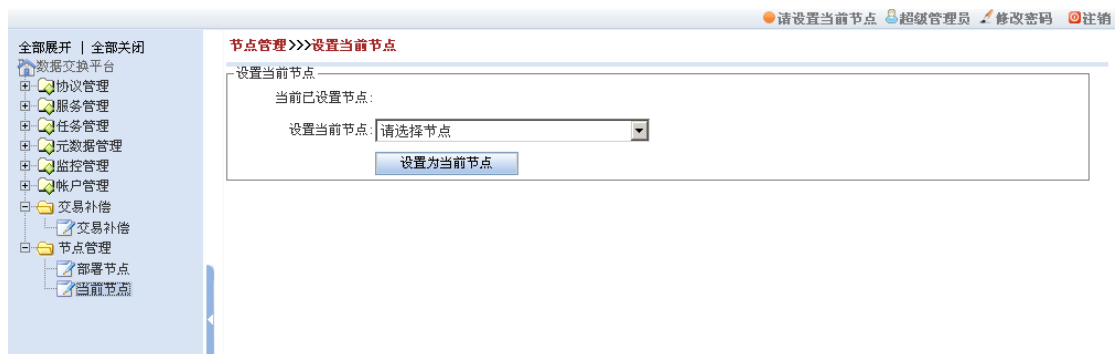 请设置当前节点 超级管理员 修改密码 注销
全部展开 | 全部关闭
数据交换平台
协议管理
服务管理
任务管理
元数据管理
监控管理
帐户管理
交易补偿
交易补偿
节点管理
部署节点
当前节点
节点管理>>>设置当前节点
设置当前节点
当前已设置节点:
设置当前节点: 请选择节点
设置为当前节点